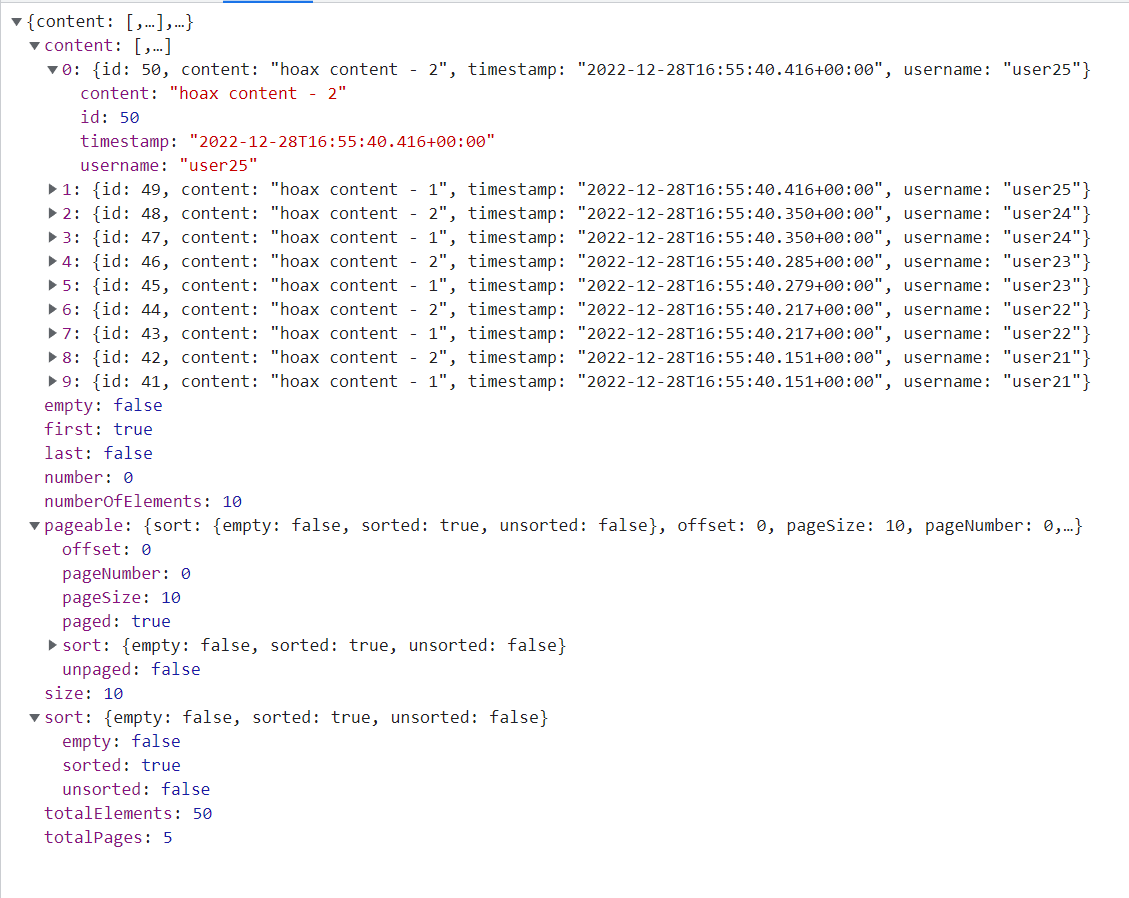 {content: [,…],…}
content: [,…]
0: {id: 50, content: "hoax content - 2", timestamp: "2022-12-28T16:55:40.416+00:00", username: "user25"}
content: "hoax content - 2"
id: 50
timestamp: "2022-12-28T16:55:40.416+00:00"
username: "user25"
1: {id: 49, content: "hoax content - 1", timestamp: "2022-12-28T16:55:40.416+00:00", username: "user25"}
2: {id: 48, content: "hoax content - 2", timestamp: "2022-12-28T16:55:40.350+00:00", username: "user24"}
3: {id: 47, content: "hoax content - 1", timestamp: "2022-12-28T16:55:40.350+00:00", username: "user24"}
4: {id: 46, content: "hoax content - 2", timestamp: "2022-12-28T16:55:40.285+00:00", username: "user23"}
5: {id: 45, content: "hoax content - 1", timestamp: "2022-12-28T16:55:40.279+00:00", username: "user23"}
6: {id: 44, content: "hoax content - 2", timestamp: "2022-12-28T16:55:40.217+00:00", username: "user22"}
7: {id: 43, content: "hoax content - 1", timestamp: "2022-12-28T16:55:40.217+00:00", username: "user22"}
8: {id: 42, content: "hoax content - 2", timestamp: "2022-12-28T16:55:40.151+00:00", username: "user21"}
9: {id: 41, content: "hoax content - 1", timestamp: "2022-12-28T16:55:40.151+00:00", username: "user21"}
empty: false
first: true
last: false
number: 0
numberOfElements: 10
pageable: {sort: {empty: false, sorted: true, unsorted: false}, offset: 0, pageSize: 10, pageNumber: 0,…}
offset: 0
pageNumber: 0
pageSize: 10
paged: true
sort: {empty: false, sorted: true, unsorted: false}
unpaged: false
size: 10
sort: {empty: false, sorted: true, unsorted: false}
empty: false
sorted: true
unsorted: false
totalElements: 50
totalPages: 5